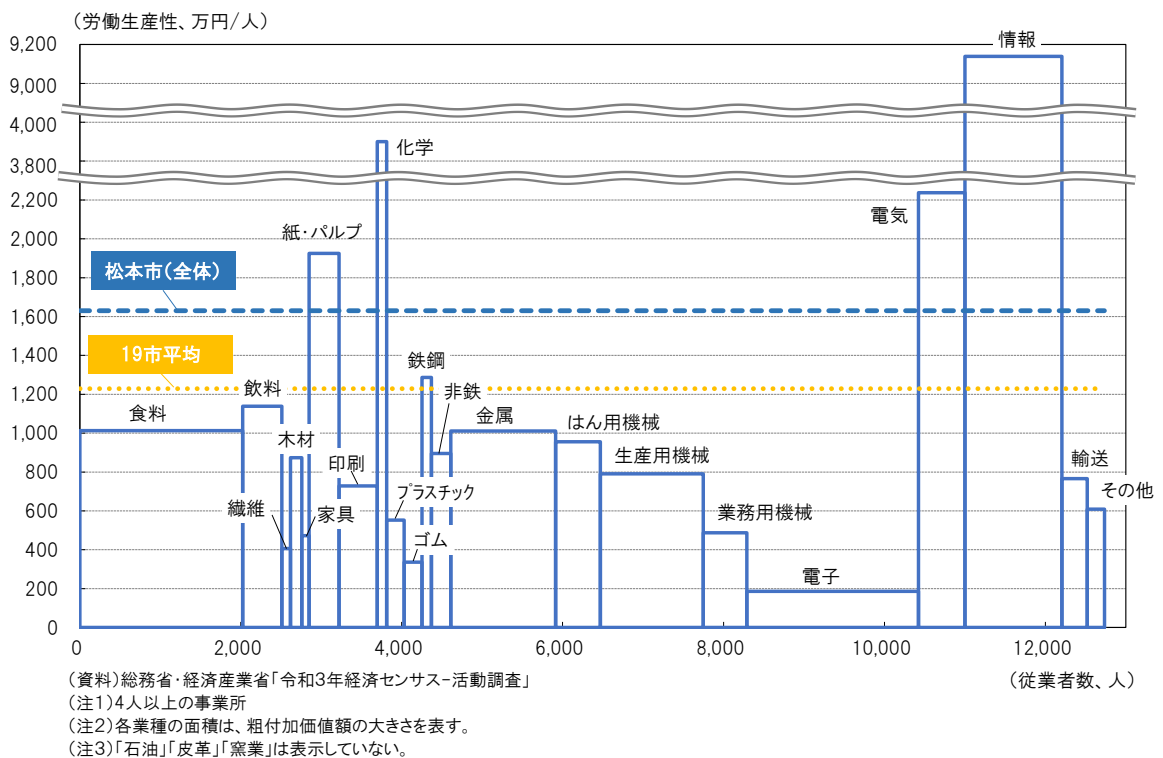 （労働生産性、万円/人）
9,200
9,000
4,000
3,800
2,200
2,000
1,800
1,600
1,400
1,200
1,000
800
600
400
200
0
情報
化学
電気
紙・パルプ
松本市（全体）
19市平均
鉄鋼
飲料
非鉄
食料
金属
はん用機械
木材
生産用機械
印刷
輸送
プラスチック
その他
繊維
家具
業務用機械
ゴム
電子
0
2,000
4,000
6,000
8,000
10,000
12,000
（資料）総務省・経済産業省「令和3年経済センサス-活動調査」
（従業者数、人）
（注1）4人以上の事業所
（注2）各業種の面積は、粗付加価値額の大きさを表す。
（注3）「石油」「皮革」「窯業」は表示していない。